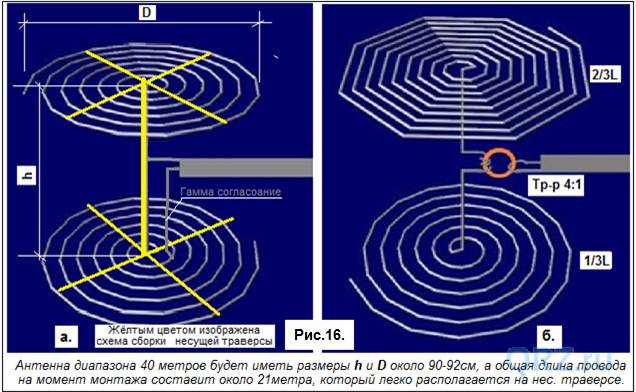 D
h
2/3L
Тр-р 4:1
Гамма согласоание
1/3L
а.
Жёлтым цветом изображена
схема сборки несущей траверсы
Рис.16.
б.
Антенна диапазона 40 метров будет иметь размеры h и D около 90-92см, а общая длина провода
на момент монтажа составит около 21метра, который легко располагается на нес. траверсе.
QRZ.ru